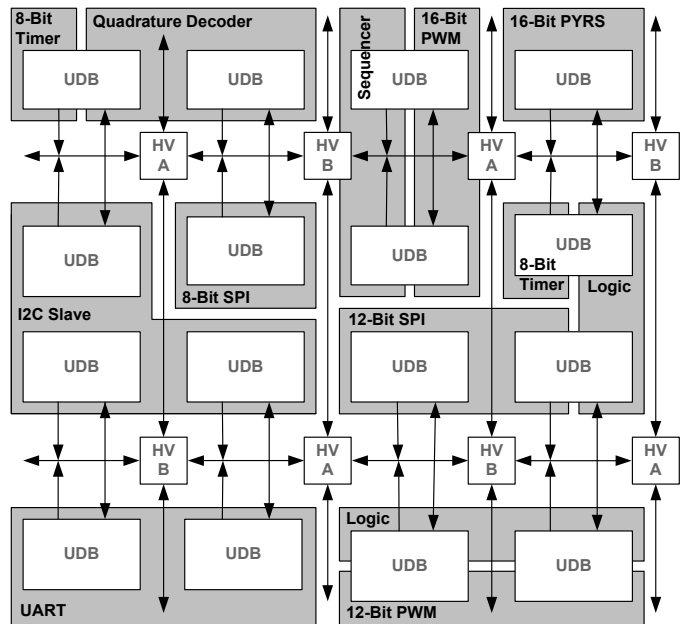 8-Bit
Timer
Quadrature Decoder
Sequencer
16-Bit
PWM
16-Bit PYRS
UDB
UDB
UDB
UDB
HV
A
HV
B
HV
A
HV
B
UDB
UDB
UDB
UDB
8-Bit
Timer
Logic
8-Bit SPI
I2C Slave
12-Bit SPI
UDB
UDB
UDB
UDB
HV
B
HV
A
HV
B
HV
A
Logic
UDB
UDB
UDB
UDB
UART
12-Bit PWM